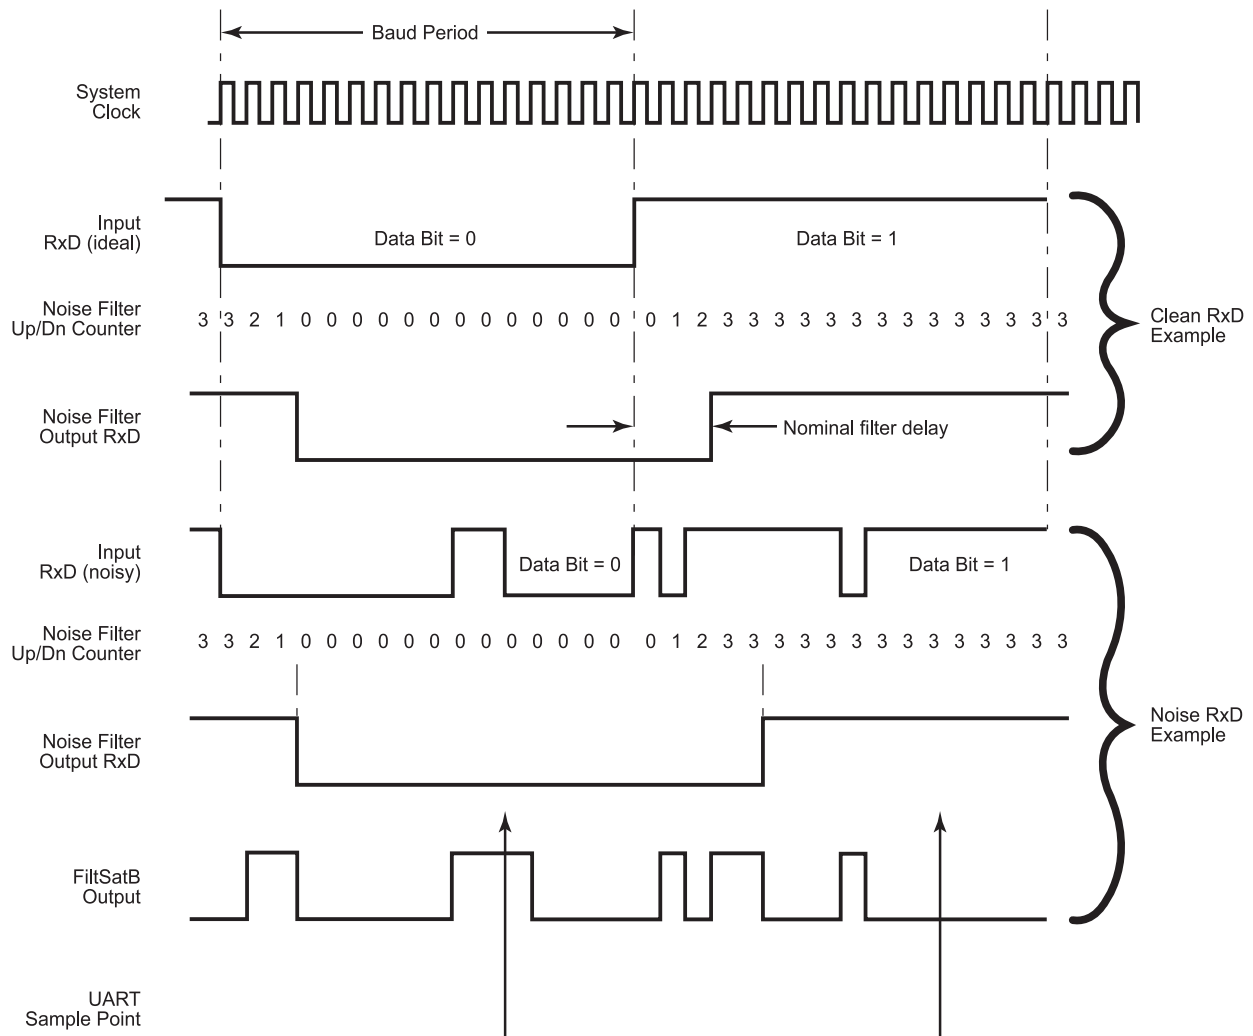 Baud Period
System
Clock
Input
RxD (ideal)
Data Bit = 0
Data Bit = 1
Noise Filter
Up/Dn Counter
3 3 2 1 0 0 0 0 0 0 0 0 0 0 0 0 0 0 1 2 3 3 3 3 3 3 3 3 3 3 3 3 3 3
Clean RxD
Example
Noise Filter
Output RxD
Nominal filter delay
Input
RxD (noisy)
Data Bit = 0
Data Bit = 1
Noise Filter
Up/Dn Counter
3 3 2 1 0 0 0 0 0 0 0 0 0 0 0 0 0 0 1 2 3 3 3 3 3 3 3 3 3 3 3 3 3 3
Noise RxD
Example
Noise Filter
Output RxD
FiltSatB
Output
UART
Sample Point